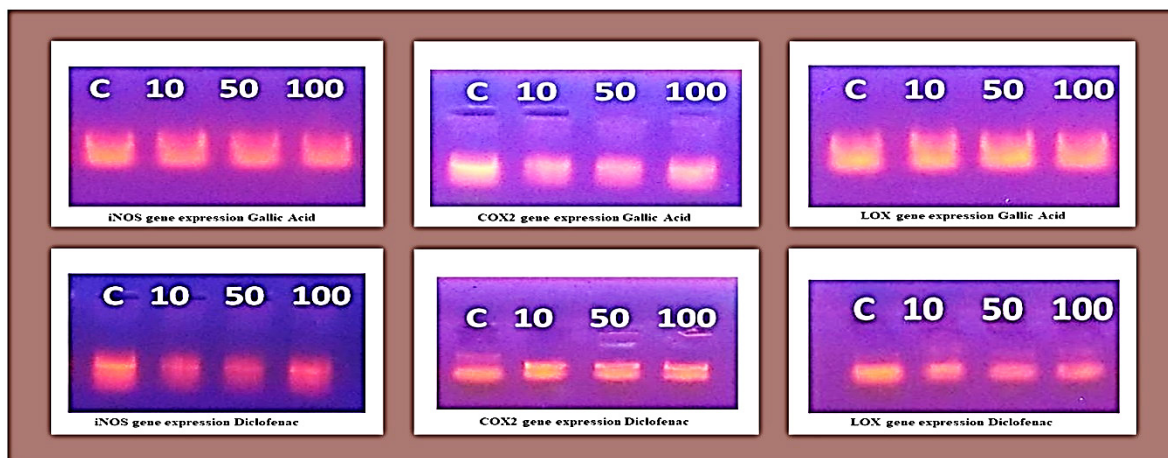 C 10 50 100
iNOS gene expression Gallic Acid
C 10 50 100
COX2 gene expression Gallic Acid
C 10 50 100
LOX gene expression Gallic Acid
C 10 50 100
iNOS gene expression Diclofenac
C 10 50 100
COX2 gene expression Diclofenac
C 10 50 100
LOX gene expression Diclofenac